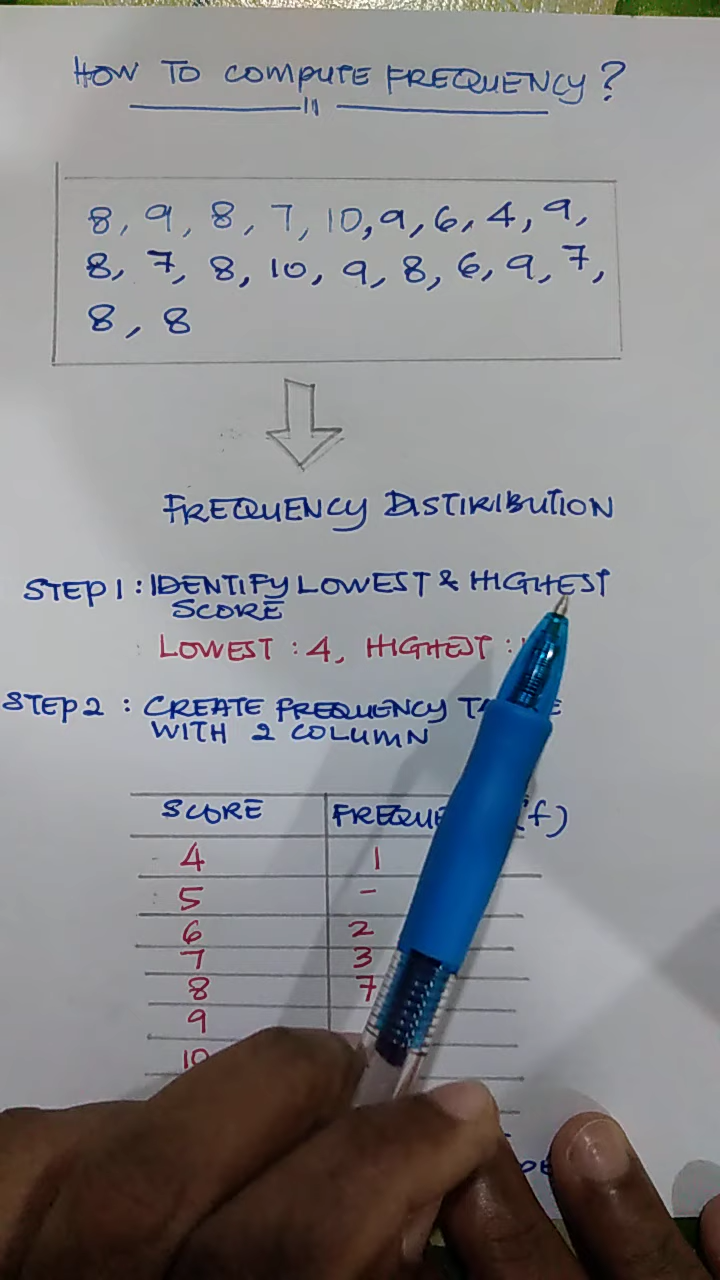 HOW TO COMPUTE FREQUENCY?
8, 9, 8, 7, 10, 9, 6, 4, 9,
8, 7, 8, 10, 9, 8, 6, 9, 7,
8, 8
FREQUENCY DISTIRIBUTION
STEP 1 : IDENTIFY LOWEST & HIGHEST
SCORE
LOWEST : 4, HIGHEST :
STEP 2 : CREATE FREQUENCY
WITH 2 COLUMN
SCORE (f)
4 1
5 -
6 2
7 3
8 7
9
10